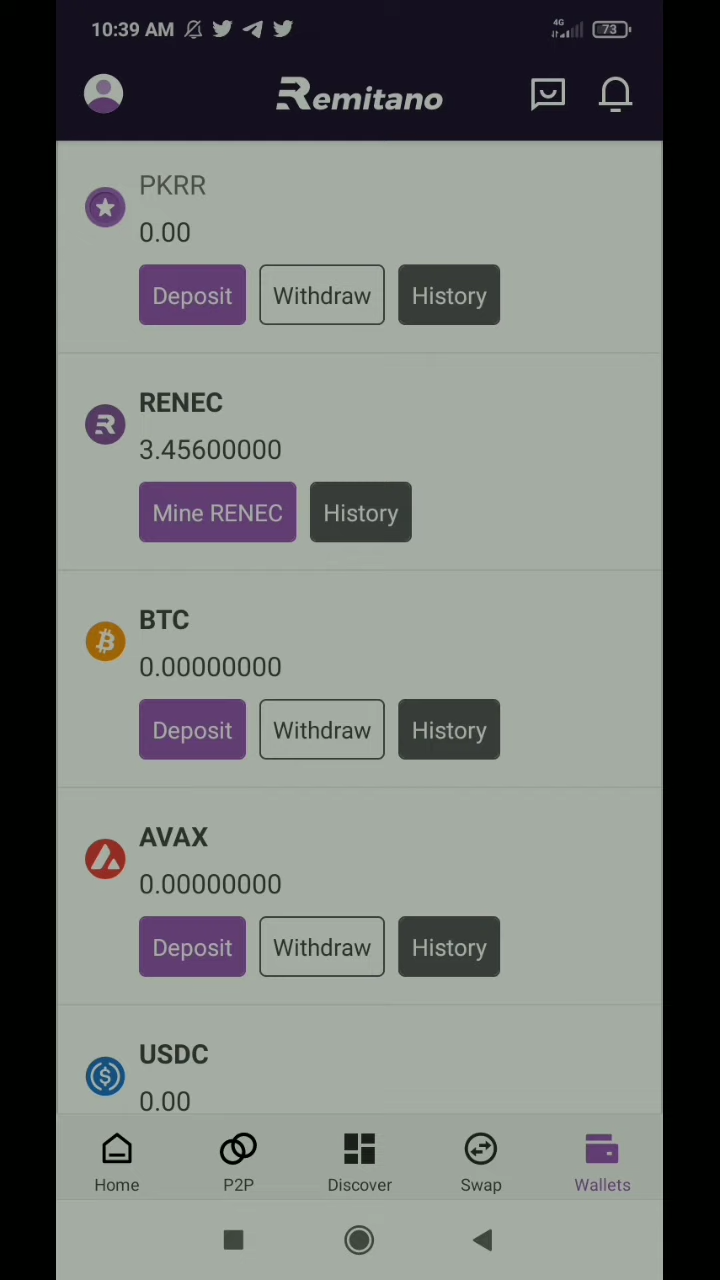 10:39 AM 4G 73
Remitano
PKRR
0.00
Deposit Withdraw History
RENEC
3.45600000
Mine RENEC History
BTC
0.00000000
Deposit Withdraw History
AVAX
0.00000000
Deposit Withdraw History
USDC
0.00
Home P2P Discover Swap Wallets